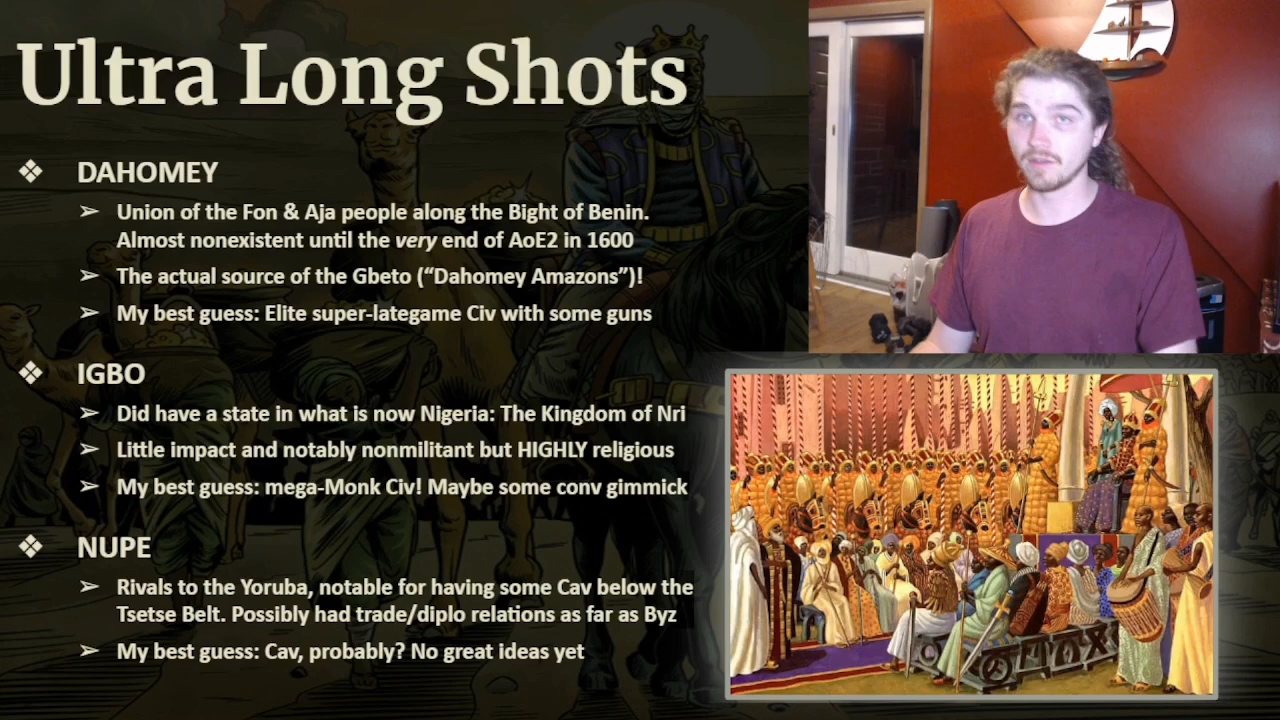 Ultra Long Shots
❖ DAHOMEY
➢ Union of the Fon & Aja people along the Bight of Benin.
Almost nonexistent until the very end of AoE2 in 1600
➢ The actual source of the Gbeto (“Dahomey Amazons”)!
➢ My best guess: Elite super-lategame Civ with some guns
❖ IGBO
➢ Did have a state in what is now Nigeria: The Kingdom of Nri
➢ Little impact and notably nonmilitant but HIGHLY religious
➢ My best guess: mega-Monk Civ! Maybe some conv gimmick
❖ NUPE
➢ Rivals to the Yoruba, notable for having some Cav below the
Tsetse Belt. Possibly had trade/diplo relations as far as Byz
➢ My best guess: Cav, probably? No great ideas yet